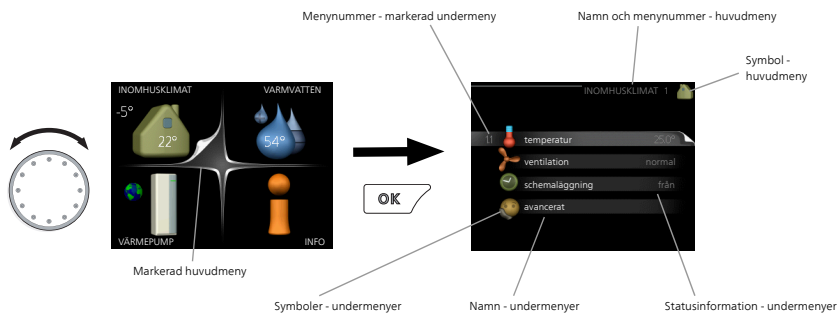 Menynummer - markerad undermeny
Namn och menynummer - huvudmeny
Symbol -
huvudmeny
INOMHUSKLIMAT
VARMVATTEN
-5°
22°
54°
VÄRMEPUMP
INFO
Markerad huvudmeny
OK
INOMHUSKLIMAT 1
1.1 temperatur 25.0°
ventilation normal
schemaläggning från
avancerat
Symboler - undermenyer
Namn - undermenyer
Statusinformation - undermenyer